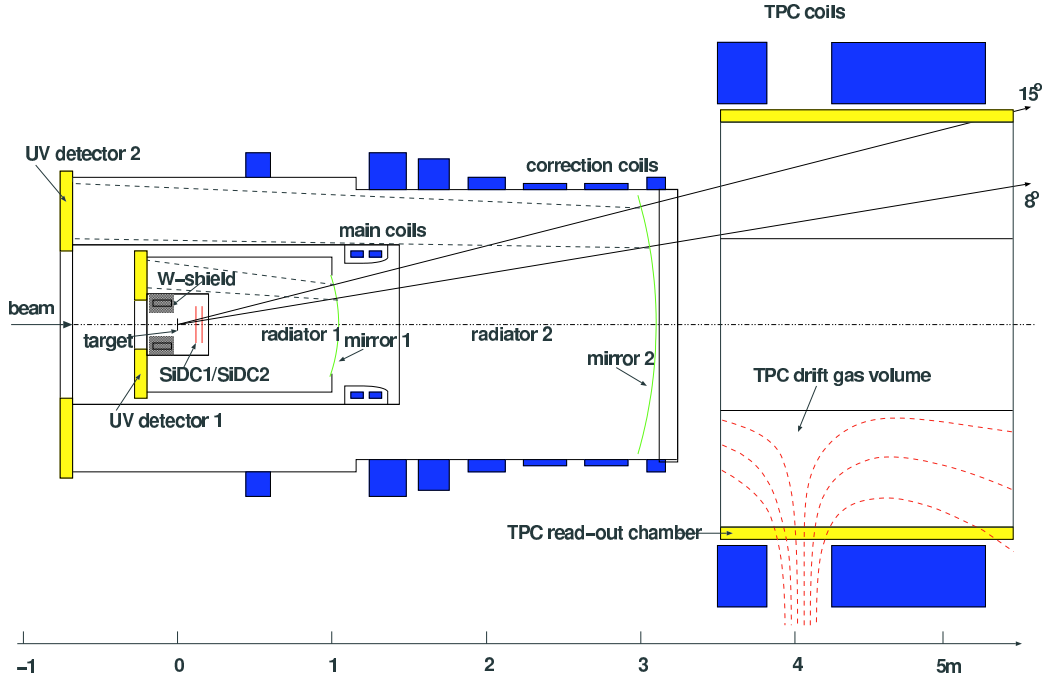 TPC coils
15°
UV detector 2
correction coils
8°
main coils
W-shield
beam
target
radiator 1
radiator 2
mirror 1
mirror 2
SiDC1/SiDC2
TPC drift gas volume
UV detector 1
TPC read-out chamber
-1 0 1 2 3 4 5m